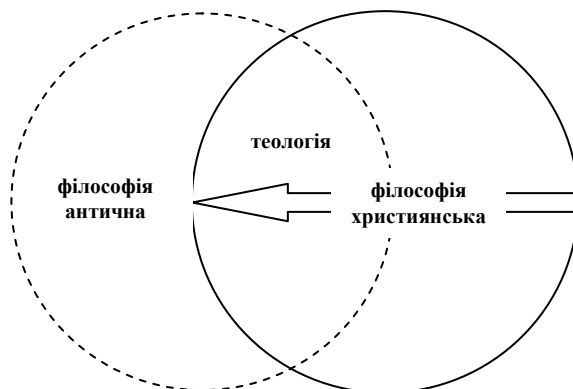 теологія
філософія
антична
філософія
християнська